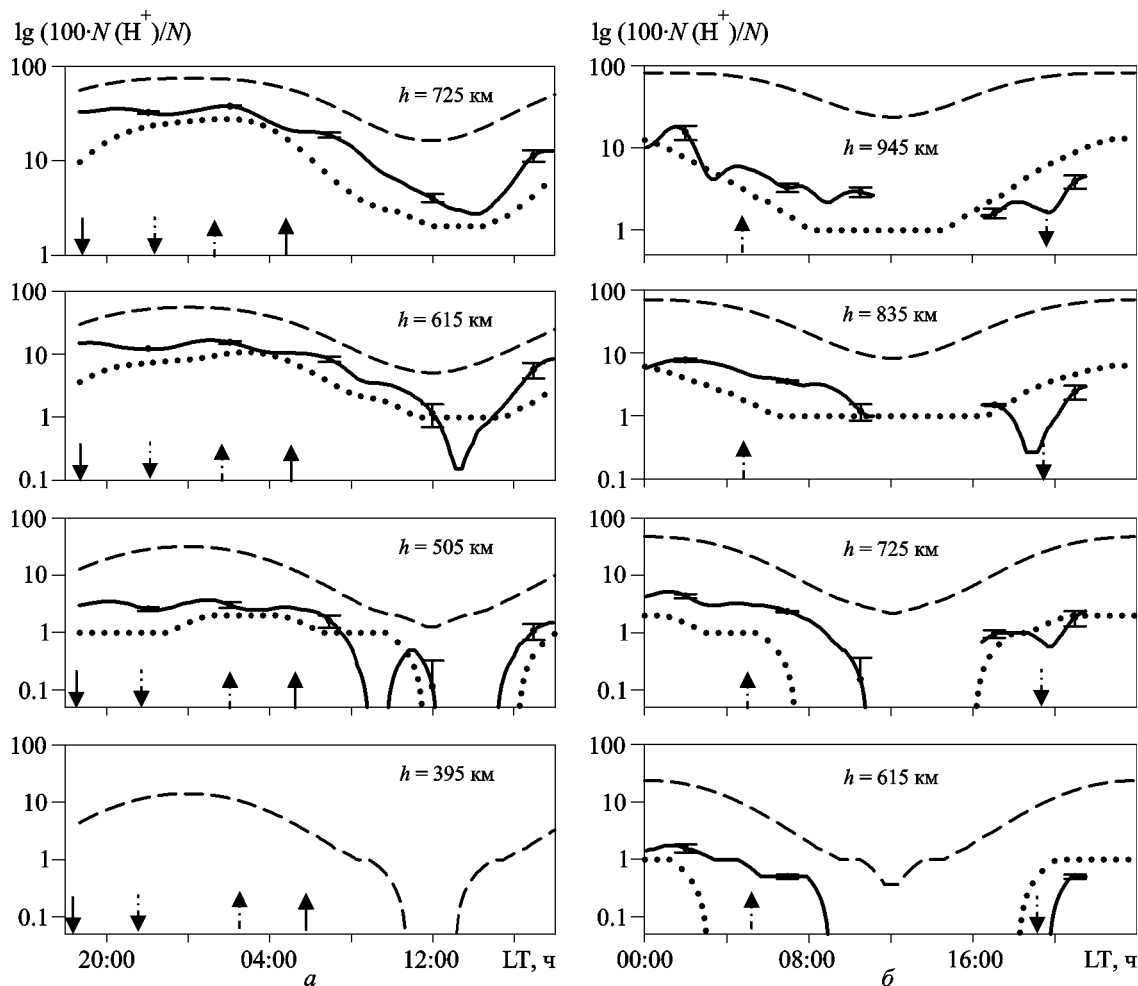 lg (100·N (H⁺)/N)
100
10
1
h = 725 км
100
10
1
0.1
h = 615 км
100
10
1
0.1
h = 505 км
100
10
1
0.1
h = 395 км
20:00 04:00 12:00 LT, ч
а
lg (100·N (H⁺)/N)
100
10
1
h = 945 км
100
10
1
0.1
h = 835 км
100
10
1
0.1
h = 725 км
100
10
1
0.1
h = 615 км
00:00 08:00 16:00 LT, ч
б